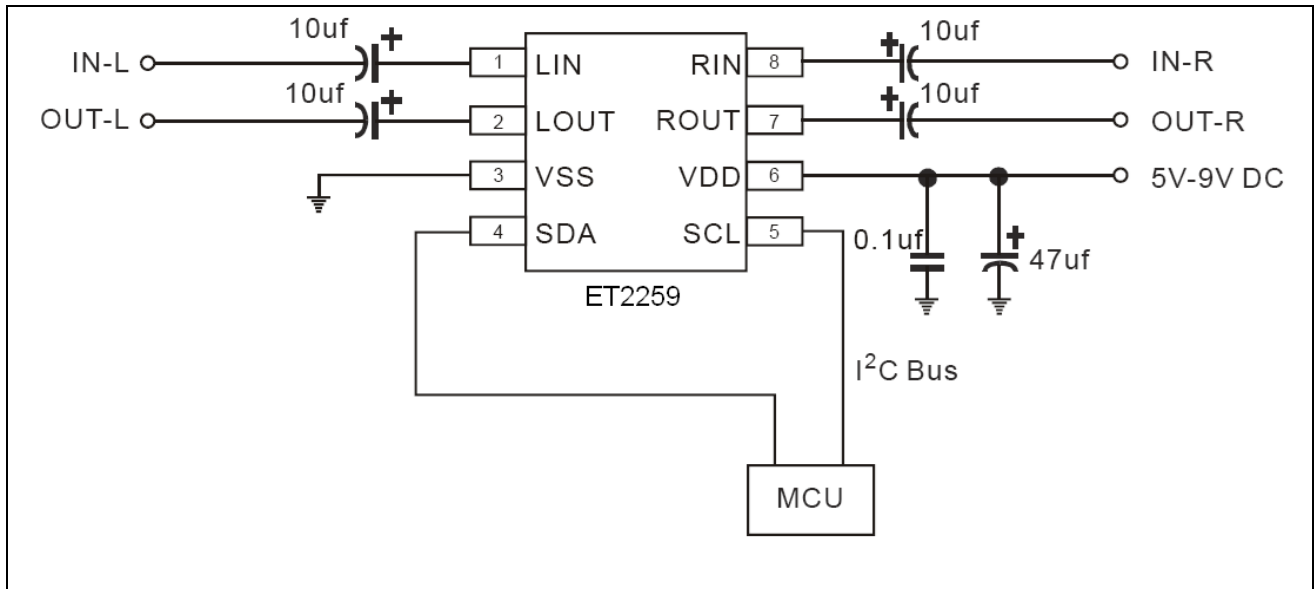 10uf
IN-L
10uf
OUT-L
1 LIN
2 LOUT
3 VSS
4 SDA
RIN 8
ROUT 7
VDD 6
SCL 5
ET2259
10uf
IN-R
10uf
OUT-R
5V-9V DC
0.1uf
47uf
I²C Bus
MCU